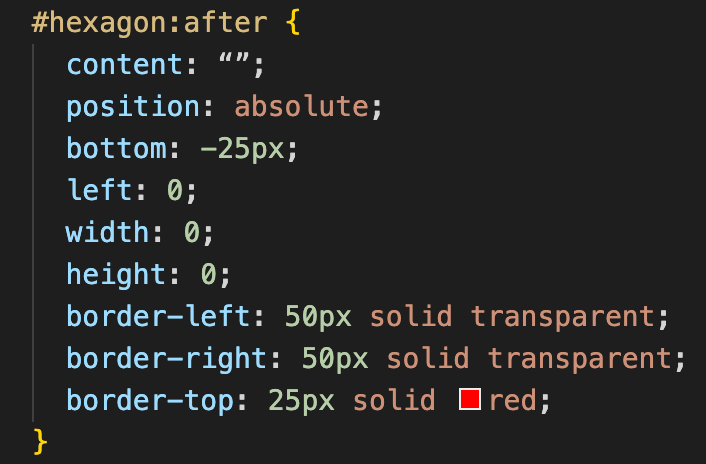 #hexagon:after {
content: “”;
position: absolute;
bottom: -25px;
left: 0;
width: 0;
height: 0;
border-left: 50px solid transparent;
border-right: 50px solid transparent;
border-top: 25px solid red;
}